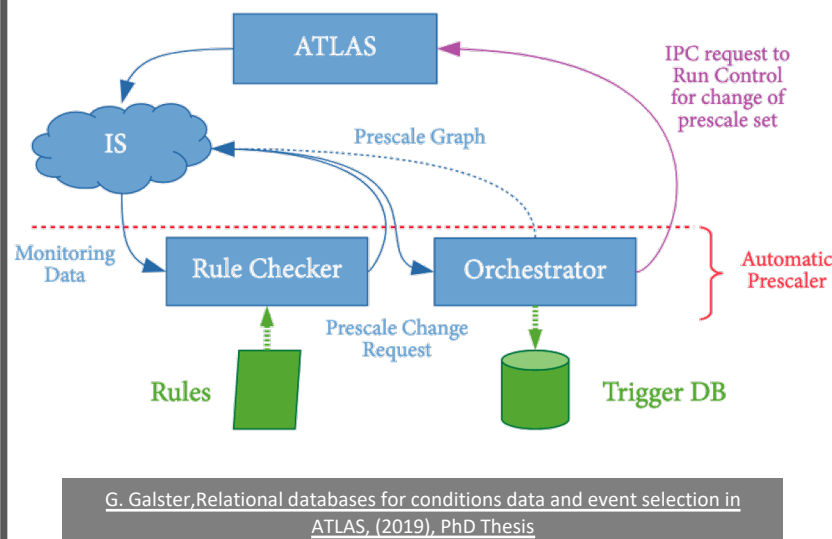 ATLAS
IPC request to
Run Control
for change of
prescale set
IS
Prescale Graph
Monitoring
Data
Rule Checker
Orchestrator
Automatic
Prescaler
Prescale Change
Request
Rules
Trigger DB
G. Galster,Relational databases for conditions data and event selection in
ATLAS, (2019), PhD Thesis